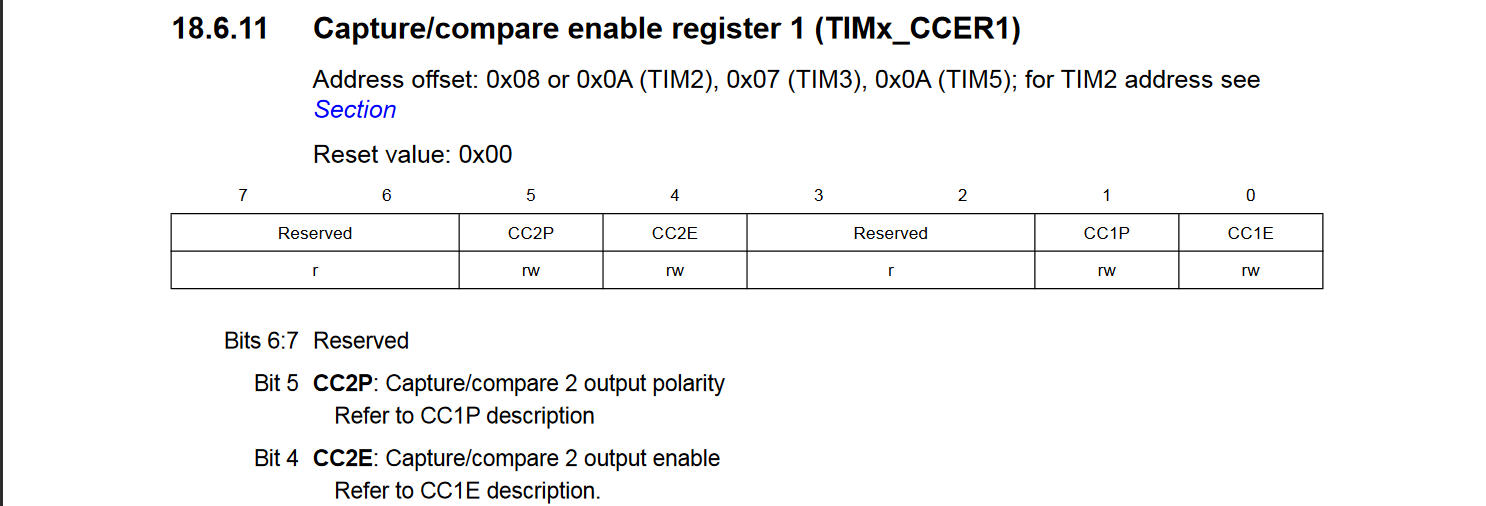 18.6.11 Capture/compare enable register 1 (TIMx_CCER1)
Address offset: 0x08 or 0x0A (TIM2), 0x07 (TIM3), 0x0A (TIM5); for TIM2 address see
Section
Reset value: 0x00
7 6 5 4 3 2 1 0
Reserved CC2P CC2E Reserved CC1P CC1E
r rw rw r rw rw
Bits 6:7 Reserved
Bit 5 CC2P: Capture/compare 2 output polarity
Refer to CC1P description
Bit 4 CC2E: Capture/compare 2 output enable
Refer to CC1E description.